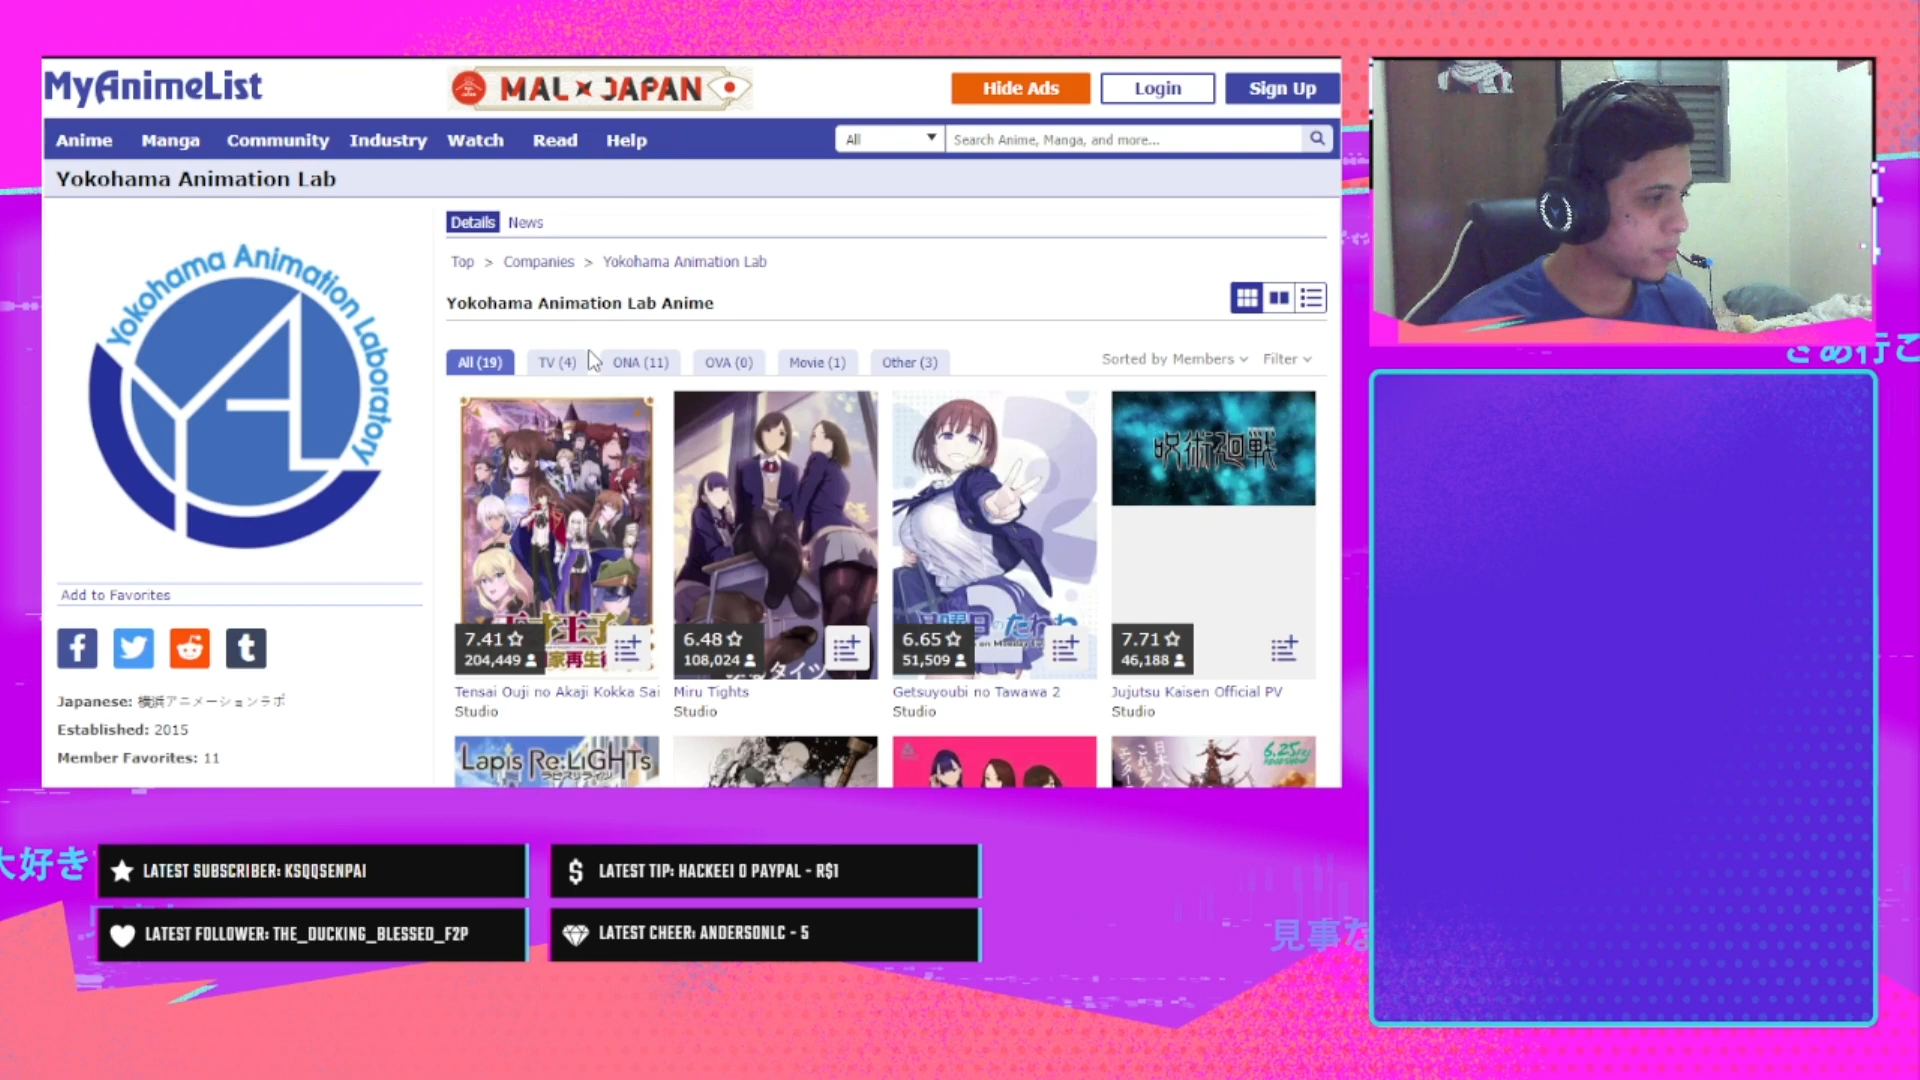 MyAnimeList
MAL×JAPAN
Hide Ads
Login
Sign Up
Anime
Manga
Community
Industry
Watch
Read
Help
All
Search Anime, Manga, and more...
Yokohama Animation Lab
Yokohama Animation Laboratory
YAL
Details
News
Top > Companies > Yokohama Animation Lab
Yokohama Animation Lab Anime
All (19)
TV (4)
ONA (11)
OVA (0)
Movie (1)
Other (3)
Sorted by Members
Filter
呪術廻戦
7.41
204,449
6.48
108,024
6.65
51,509
7.71
46,188
Tensai Ouji no Akaji Kokka Sai
Studio
Miru Tights
Studio
Getsuyoubi no Tawawa 2
Studio
Jujutsu Kaisen Official PV
Studio
Lapis Re:LiGHTs
6.25
Add to Favorites
Japanese: 横浜アニメーションラボ
Established: 2015
Member Favorites: 11
大好き
LATEST SUBSCRIBER: KSQQSENPAI
LATEST TIP: HACKEEI O PAYPAL - R$1
LATEST FOLLOWER: THE_DUCKING_BLESSED_F2P
LATEST CHEER: ANDERSONLC - 5
見事な